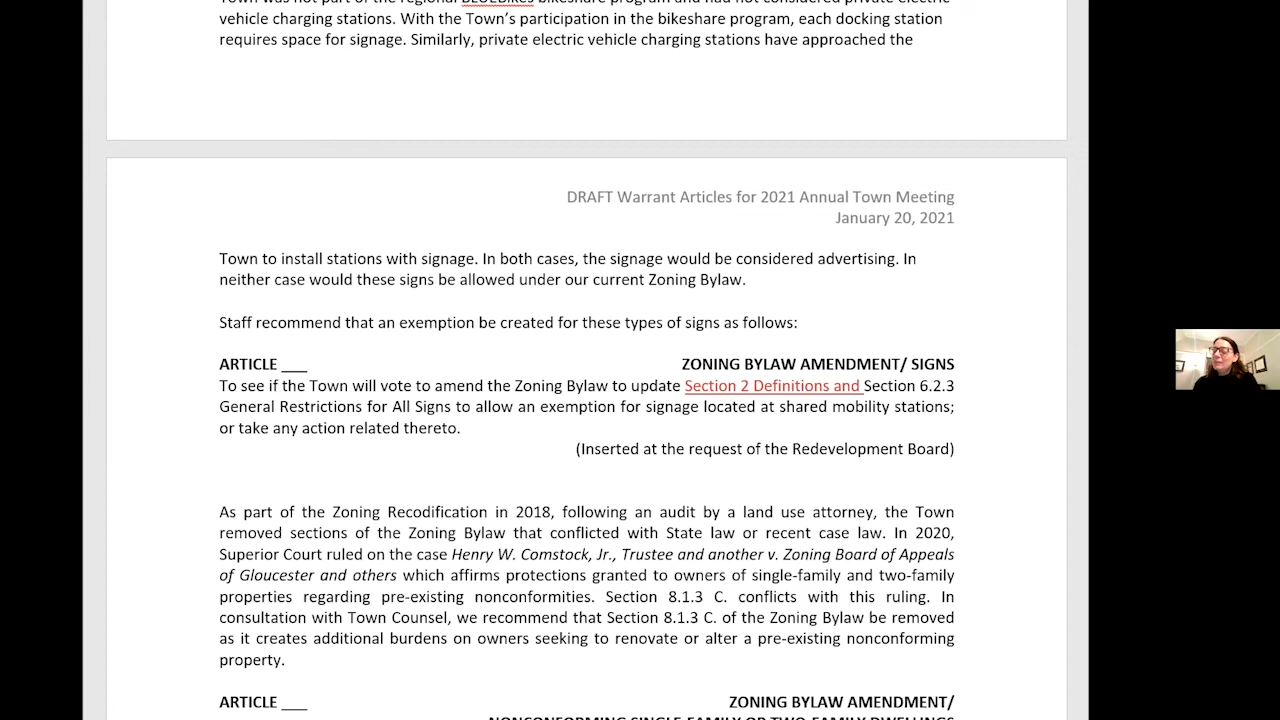 Town was not part of the regional BLUEBikes bikeshare program and had not considered private electric
vehicle charging stations. With the Town's participation in the bikeshare program, each docking station
requires space for signage. Similarly, private electric vehicle charging stations have approached the
DRAFT Warrant Articles for 2021 Annual Town Meeting
January 20, 2021
Town to install stations with signage. In both cases, the signage would be considered advertising. In
neither case would these signs be allowed under our current Zoning Bylaw.
Staff recommend that an exemption be created for these types of signs as follows:
ARTICLE ___ ZONING BYLAW AMENDMENT/ SIGNS
To see if the Town will vote to amend the Zoning Bylaw to update Section 2 Definitions and Section 6.2.3
General Restrictions for All Signs to allow an exemption for signage located at shared mobility stations;
or take any action related thereto.
(Inserted at the request of the Redevelopment Board)
As part of the Zoning Recodification in 2018, following an audit by a land use attorney, the Town
removed sections of the Zoning Bylaw that conflicted with State law or recent case law. In 2020,
Superior Court ruled on the case Henry W. Comstock, Jr., Trustee and another v. Zoning Board of Appeals
of Gloucester and others which affirms protections granted to owners of single-family and two-family
properties regarding pre-existing nonconformities. Section 8.1.3 C. conflicts with this ruling. In
consultation with Town Counsel, we recommend that Section 8.1.3 C. of the Zoning Bylaw be removed
as it creates additional burdens on owners seeking to renovate or alter a pre-existing nonconforming
property.
ARTICLE ___ ZONING BYLAW AMENDMENT/
NONCONFORMING SINGLE-FAMILY OR TWO-FAMILY DWELLINGS